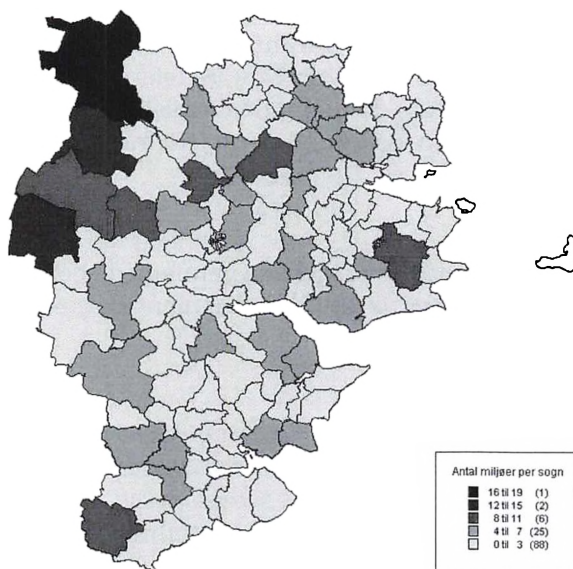 Antal miljøer per sogn
16 til 19 (1)
12 til 15 (2)
8 til 11 (6)
4 til 7 (25)
0 til 3 (88)